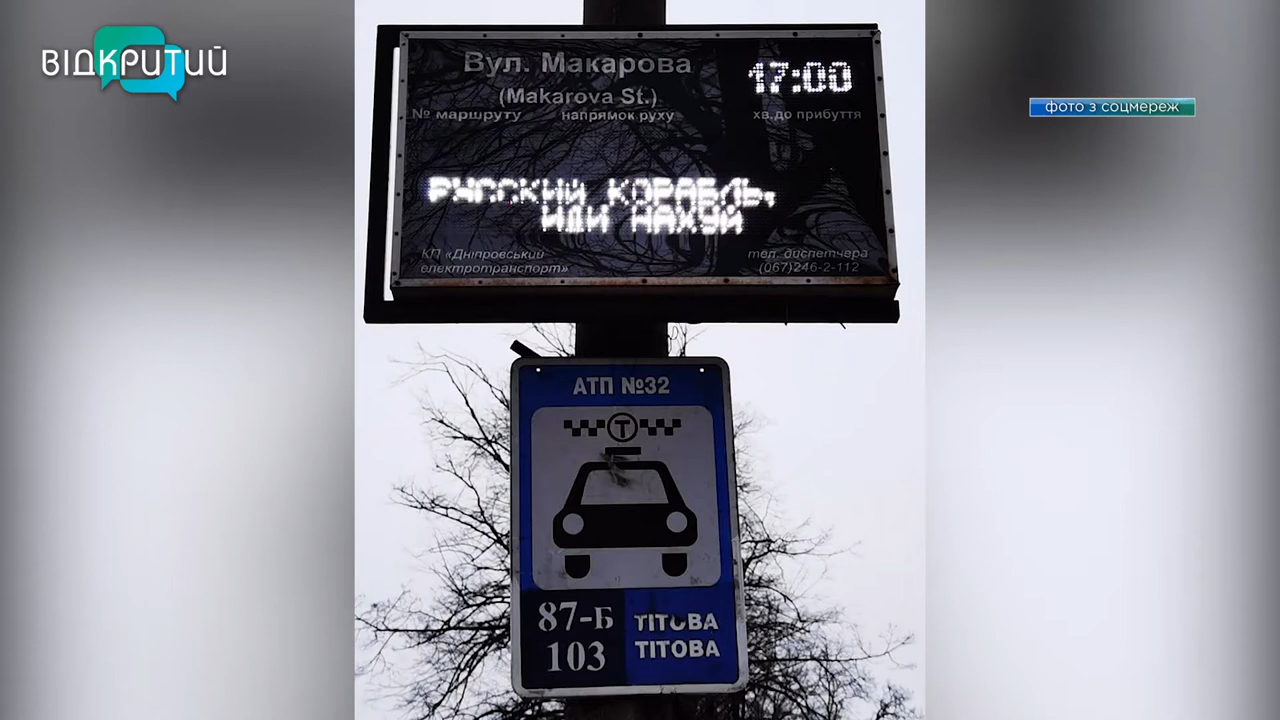 ВІДКРИТИЙ
фото з соцмереж
Вул. Макарова
17:00
(Makarova St.)
№ маршруту напрямок руху хв.до прибуття
РУССКИЙ КОРАБЛЬ,
ИДИ НАХУЙ
КП «Дніпровський
електротранспорт»
тел. диспетчера
(067)246-2-112
АТП №32
Т
87-Б ТІТОВА
103 ТІТОВА